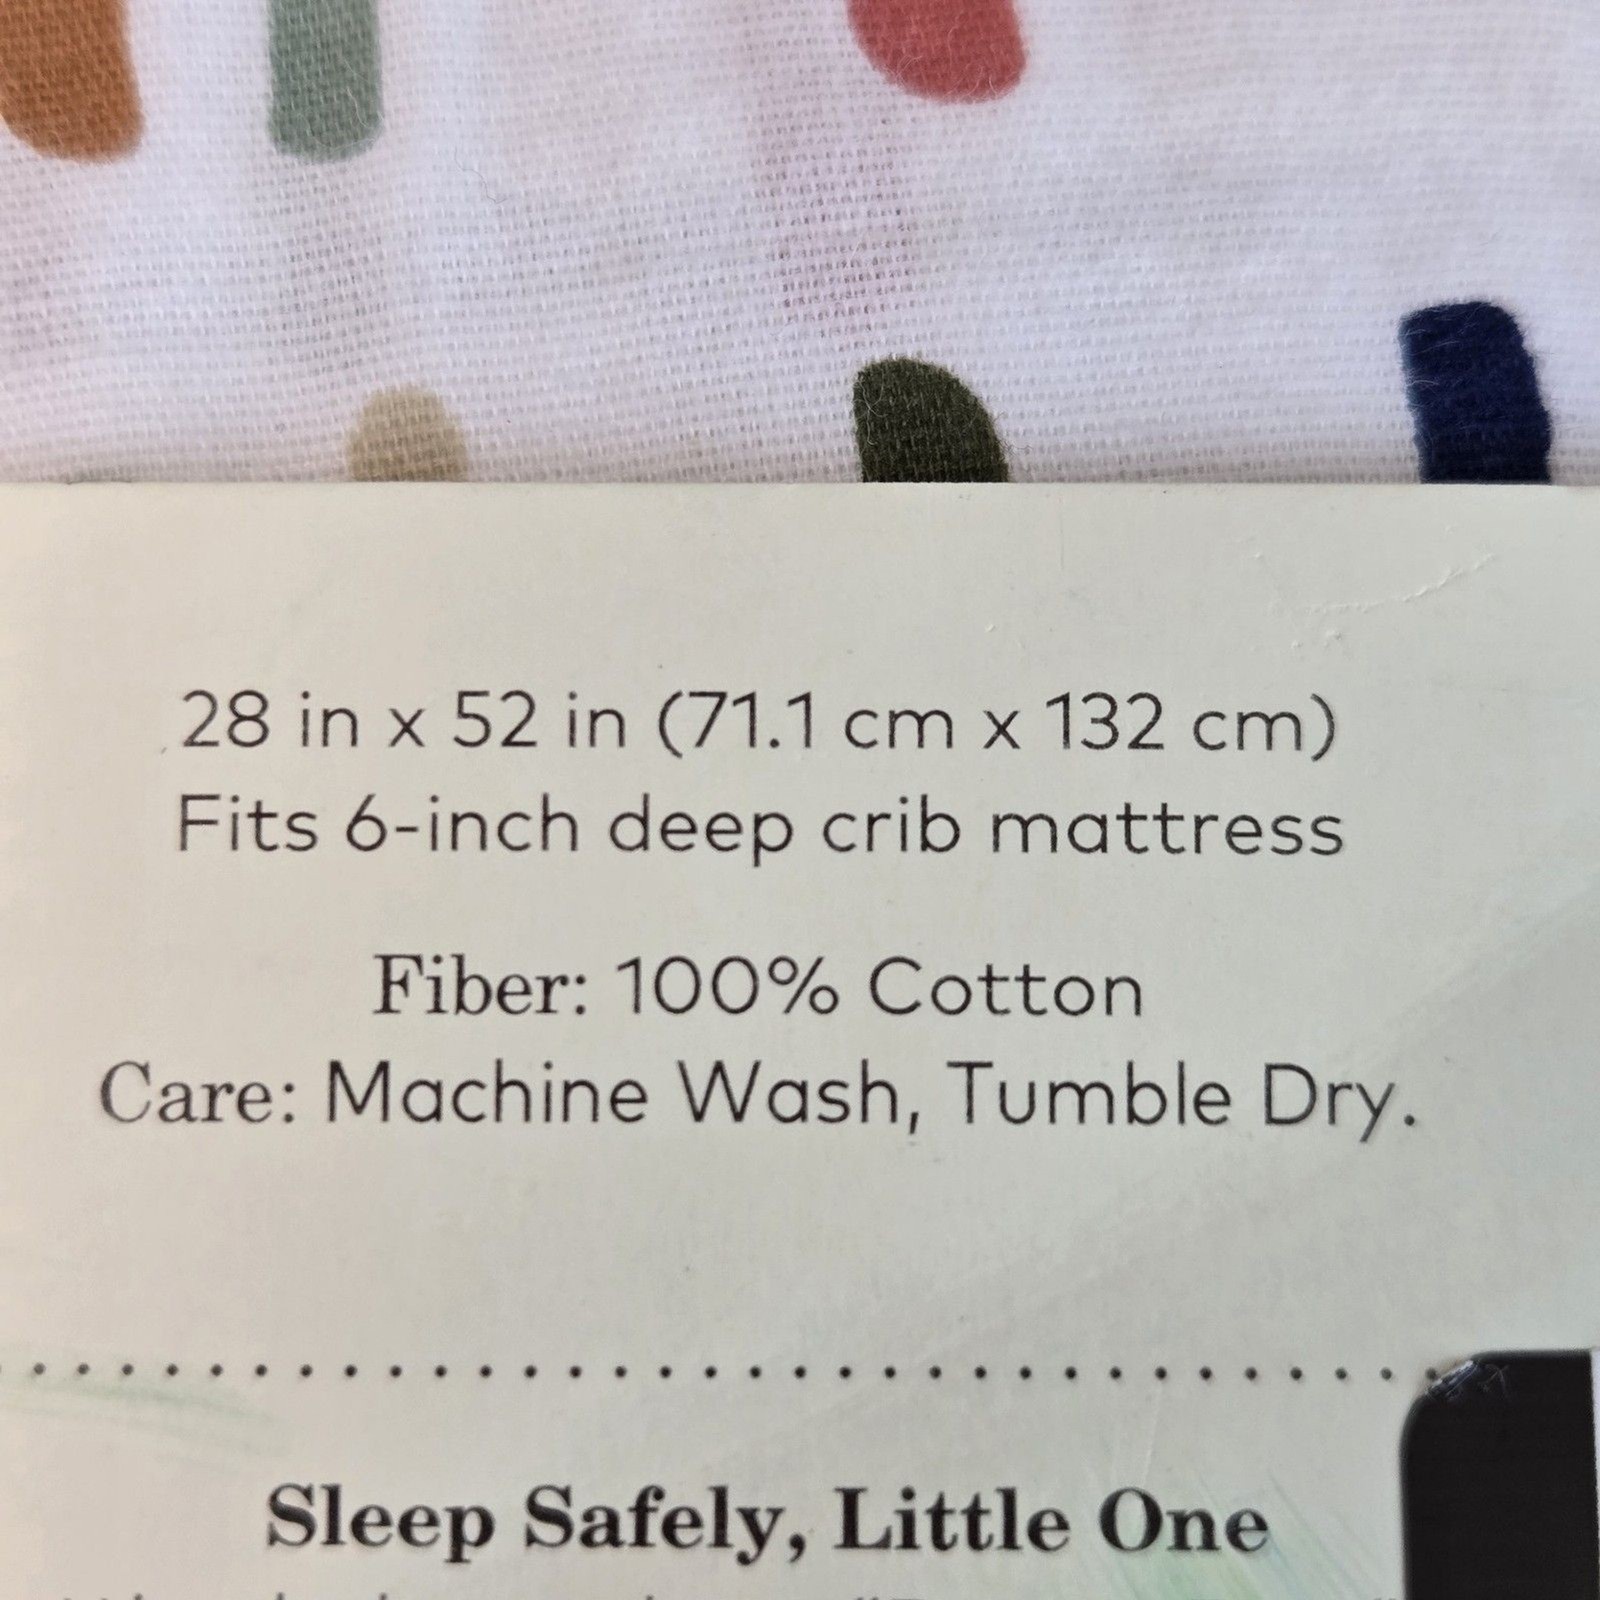 28 in x 52 in (71.1 cm x 132 cm)
Fits 6-inch deep crib mattress
Fiber: 100% Cotton
Care: Machine Wash, Tumble Dry.
Sleep Safely, Little One